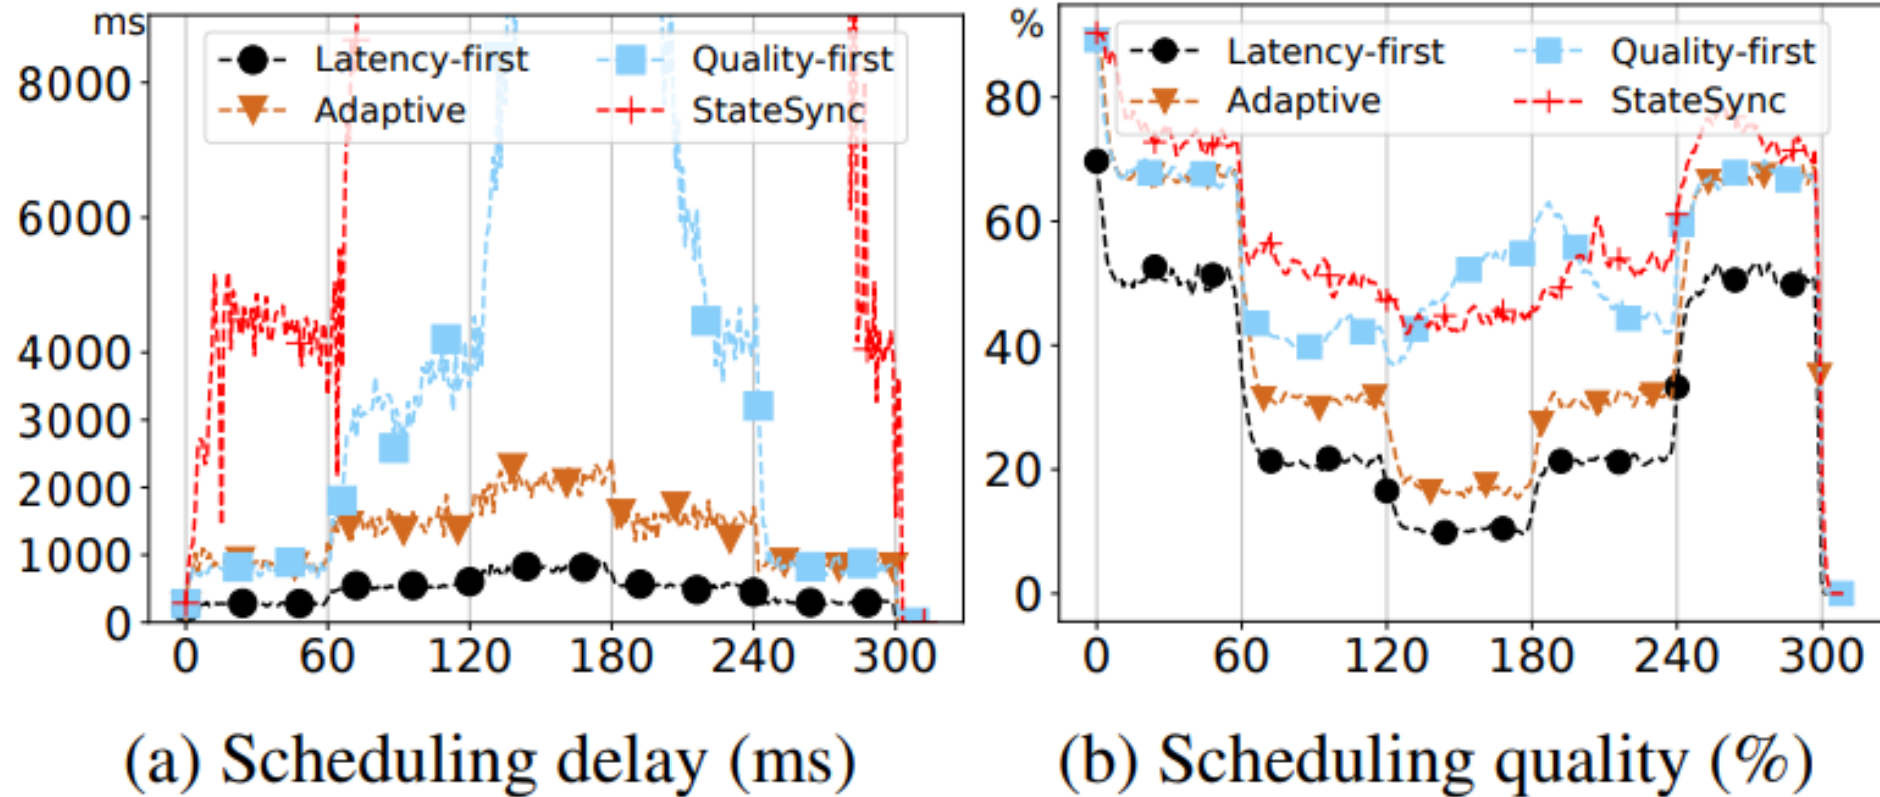 ms
8000
6000
4000
3000
2000
1000
0
0 60 120 180 240 300
Latency-first Quality-first
Adaptive StateSync
(a) Scheduling delay (ms)
%
80
60
40
20
0
0 60 120 180 240 300
Latency-first Quality-first
Adaptive StateSync
(b) Scheduling quality (%)